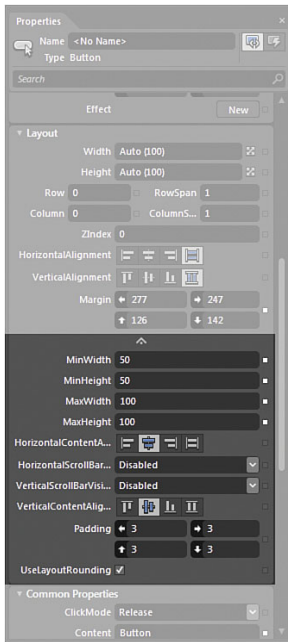 Properties
Name <No Name>
Type Button
Search
Effect New
Layout
Width Auto (100)
Height Auto (100)
Row 0 RowSpan 1
Column 0 ColumnS... 1
ZIndex 0
HorizontalAlignment
VerticalAlignment
Margin 277 247
126 142
MinWidth 50
MinHeight 50
MaxWidth 100
MaxHeight 100
HorizontalContentA...
HorizontalScrollBar... Disabled
VerticalScrollBarVisi... Disabled
VerticalContentAlig...
Padding 3 3
3 3
UseLayoutRounding
Common Properties
ClickMode Release
Content Button